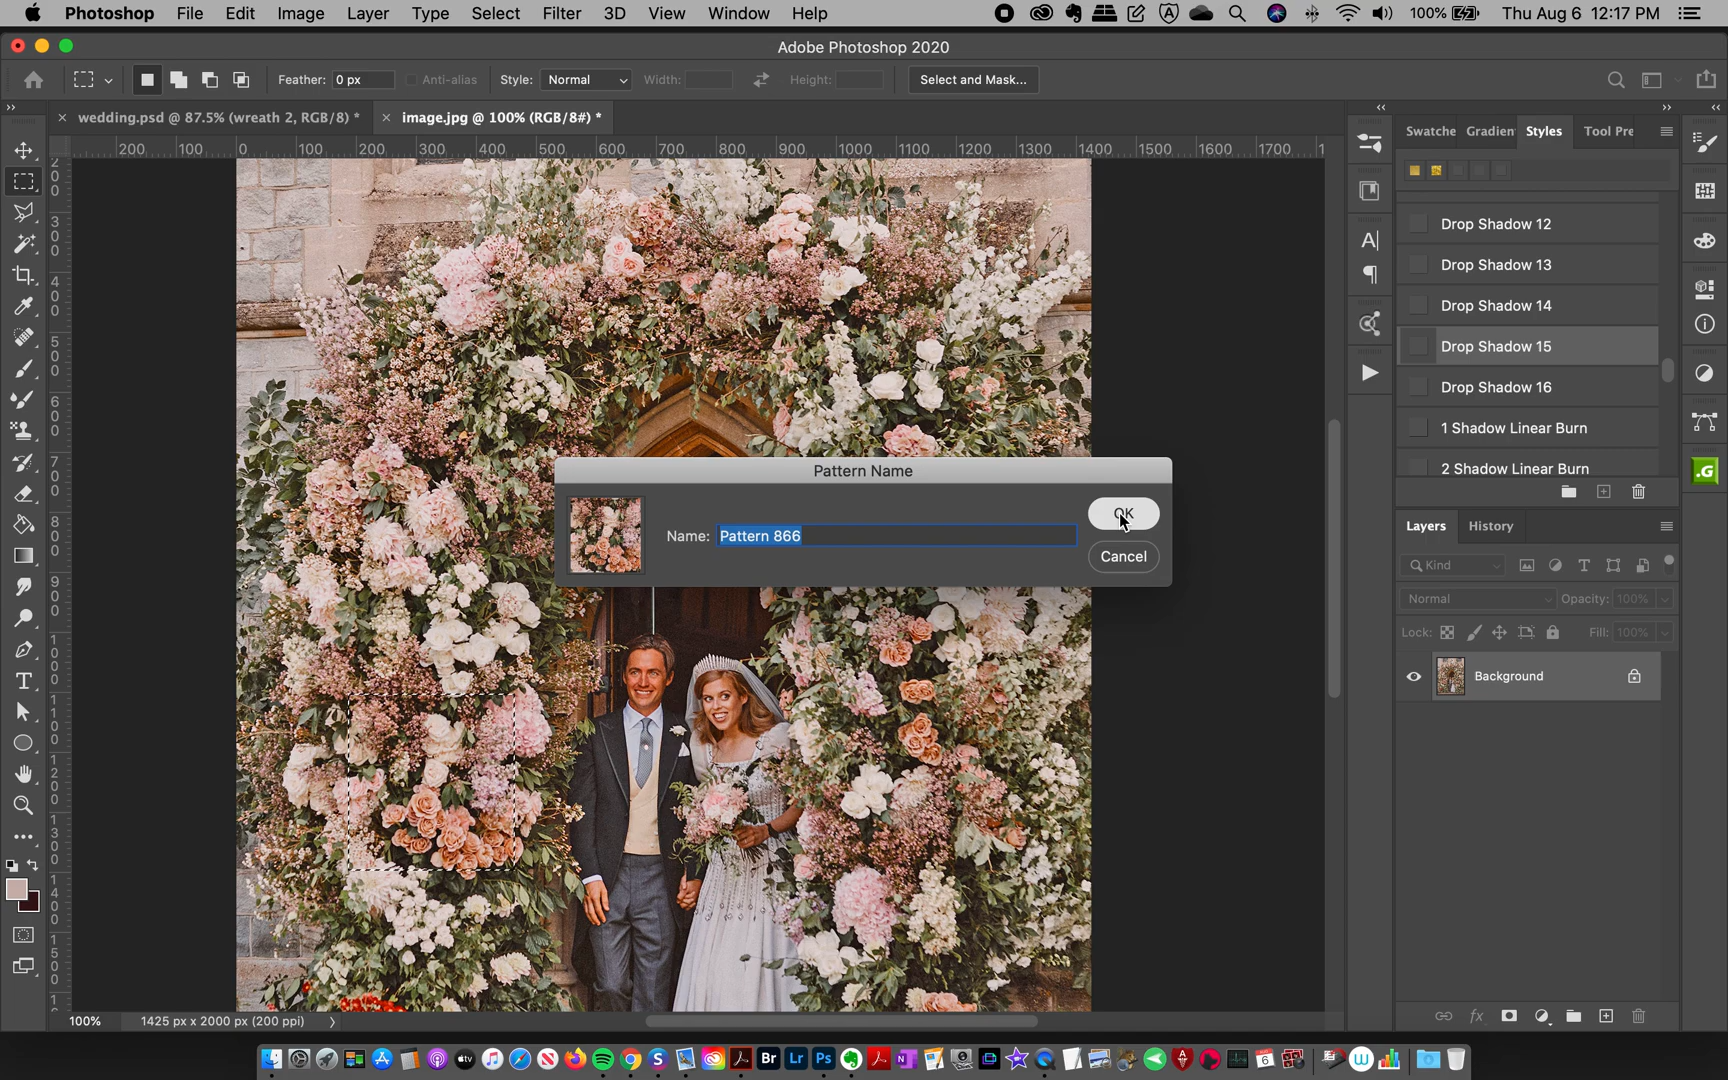 Photoshop File Edit Image Layer Type Select Filter 3D View Window Help 100% Thu Aug 6 12:17 PM
Adobe Photoshop 2020
Feather: 0 px Anti-alias Style: Normal Width: Height: Select and Mask...
wedding.psd @ 87.5% (wreath 2, RGB/8) * image.jpg @ 100% (RGB/8#) *
200 100 0 100 200 300 400 500 600 700 800 900 1000 1100 1200 1300 1400 1500 1600 1700 1
Swatche Gradien Styles Tool Pre
Drop Shadow 12
Drop Shadow 13
Drop Shadow 14
Drop Shadow 15
Drop Shadow 16
1 Shadow Linear Burn
2 Shadow Linear Burn
Pattern Name
Name: Pattern 866
OK
Cancel
Layers History
Kind
Normal Opacity: 100%
Lock: Fill: 100%
Background
100% 1425 px x 2000 px (200 ppi)
.G
tv N S Br Lr Ps N 6 W